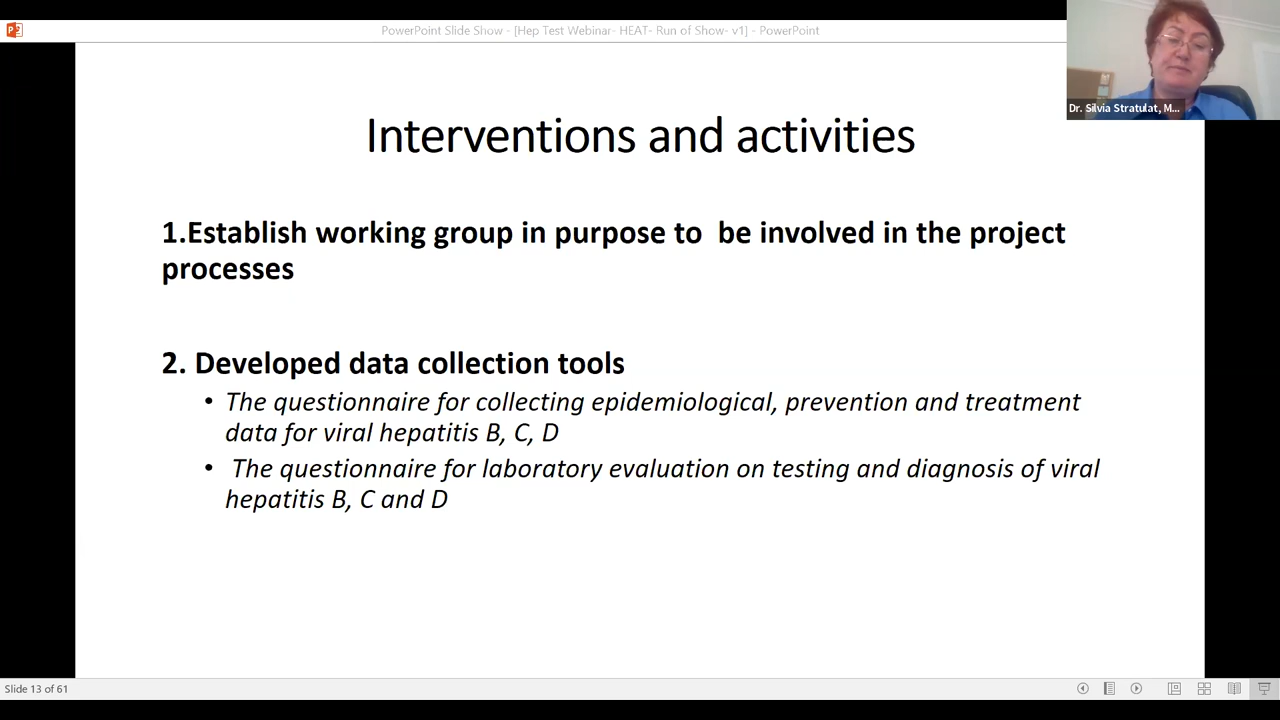 PowerPoint Slide Show - [Hep Test Webinar- HEAT- Run of Show- v1] - PowerPoint
Dr. Silvia Stratulat, M...
Interventions and activities
1.Establish working group in purpose to  be involved in the project
processes
2. Developed data collection tools
• The questionnaire for collecting epidemiological, prevention and treatment
data for viral hepatitis B, C, D
•  The questionnaire for laboratory evaluation on testing and diagnosis of viral
hepatitis B, C and D
Slide 13 of 61